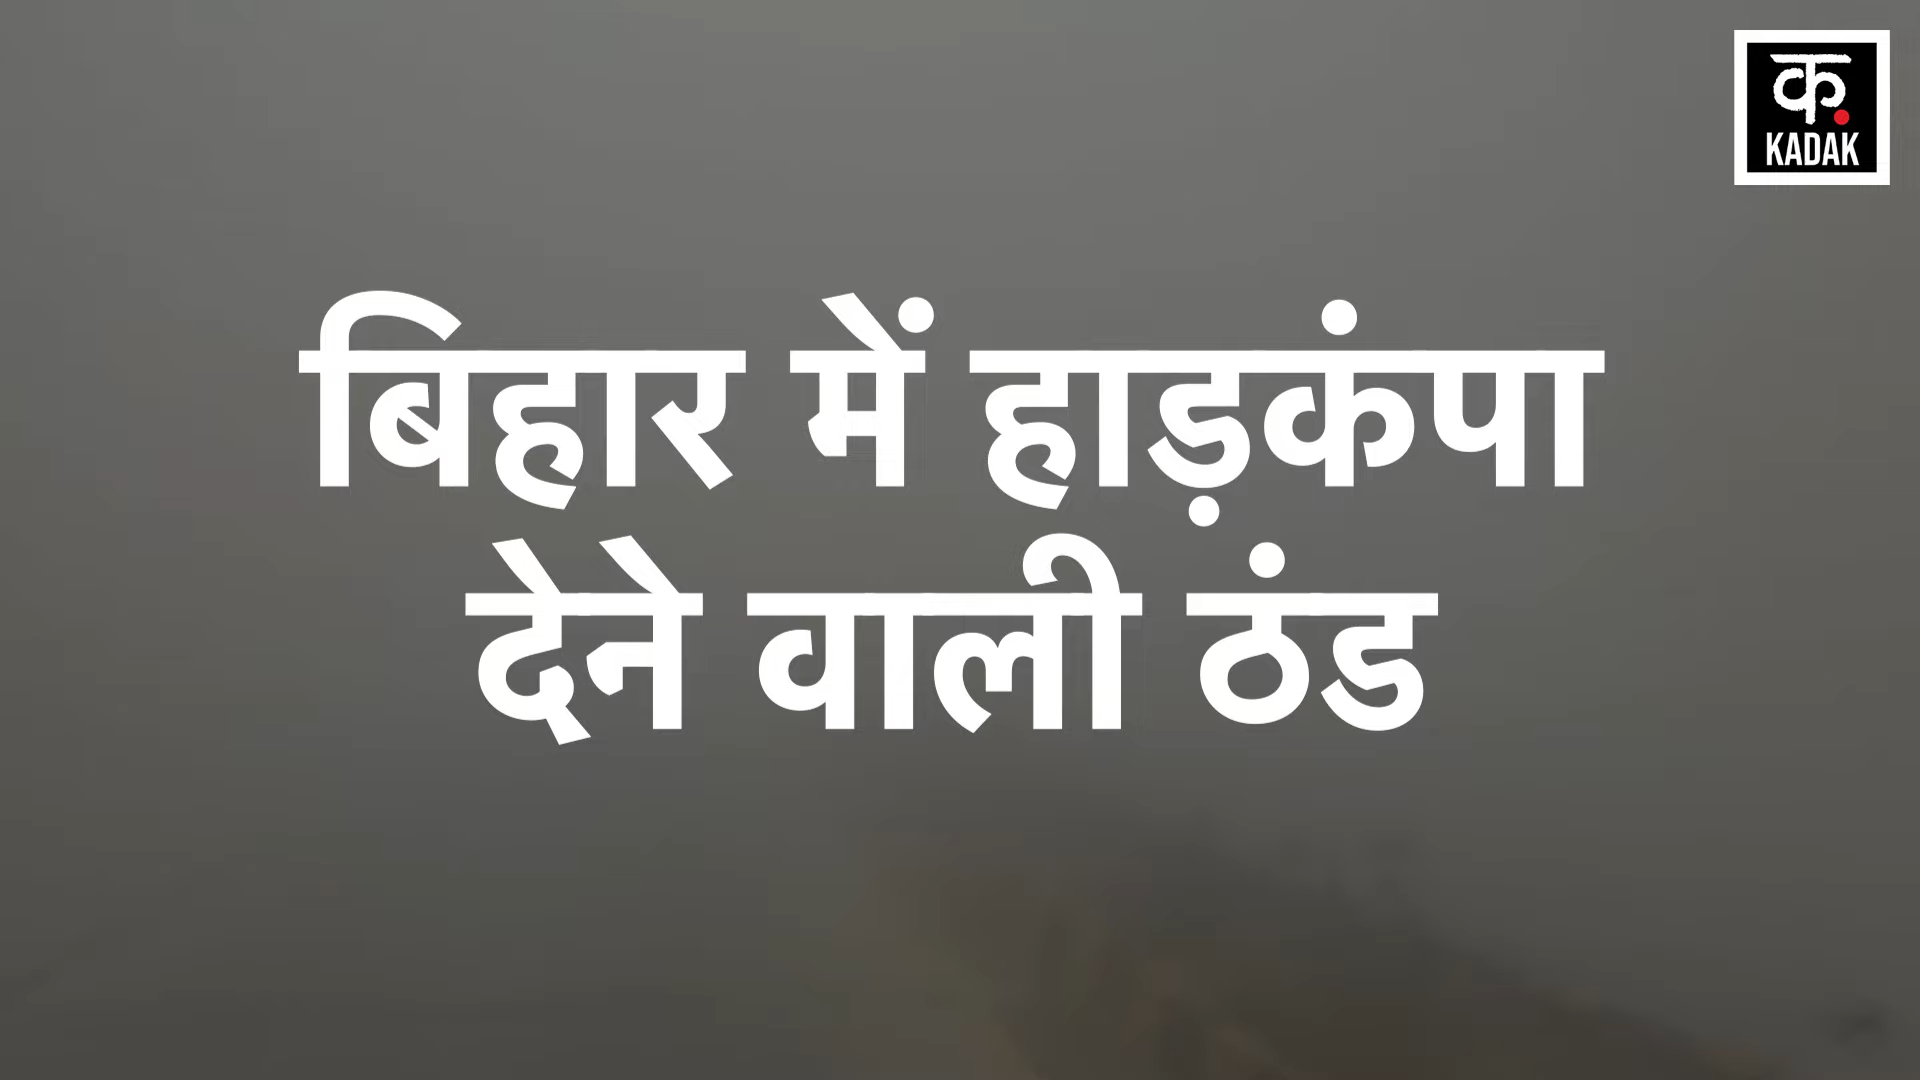 क.
KADAK
बिहार में हाड़कंपा
देने वाली ठंड